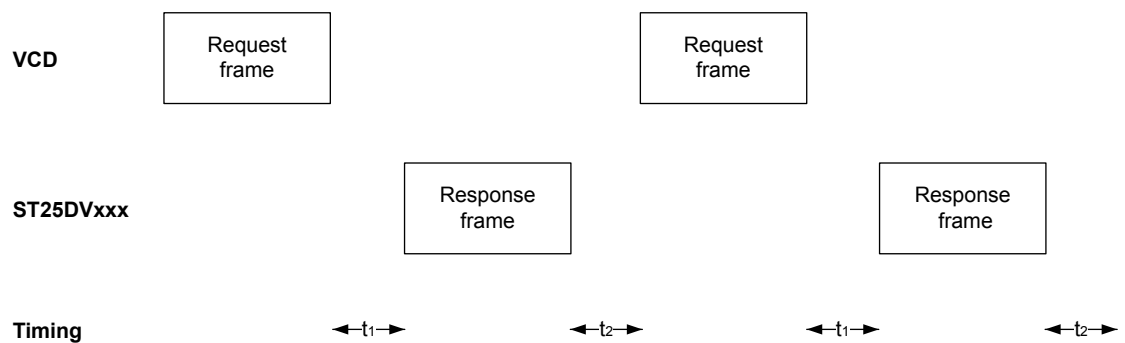 VCD
Request
frame
Request
frame
ST25DVxxx
Response
frame
Response
frame
Timing
t1
t2
t1
t2